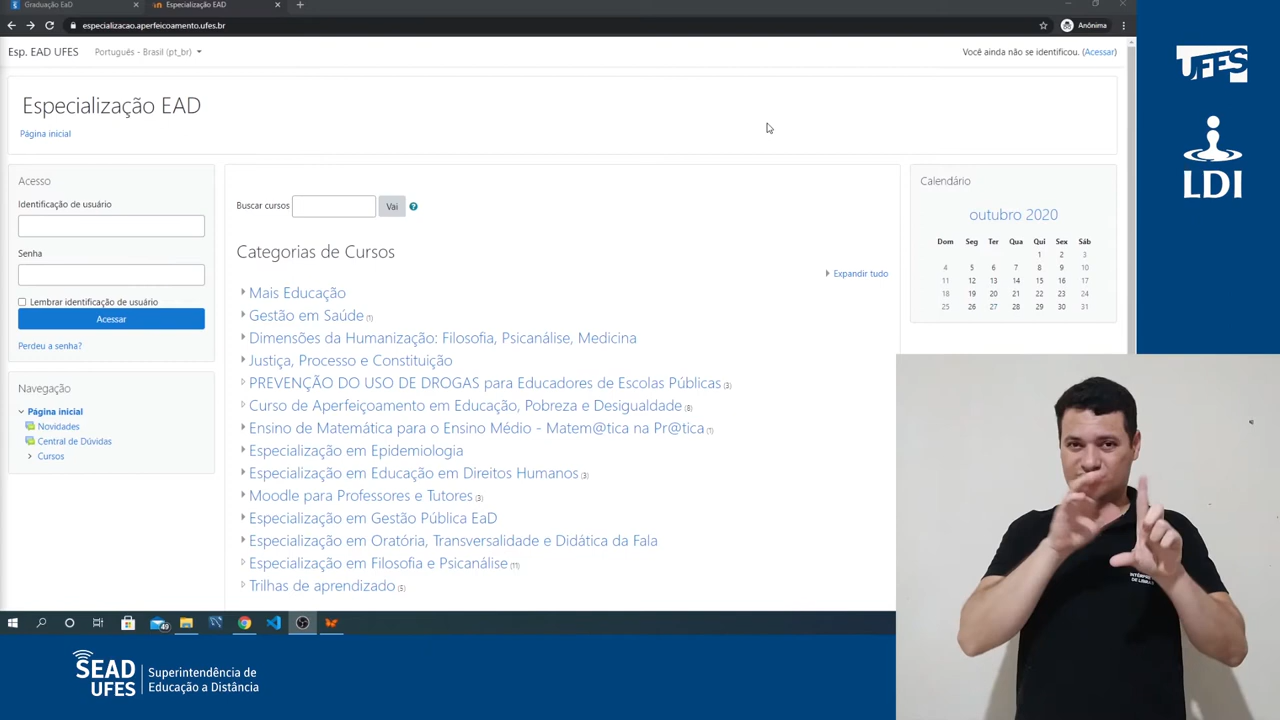 Graduação EaD
Especialização EAD
especializacao.aperfeicoamento.ufes.br
Anônima
Esp. EAD UFES
Português - Brasil (pt_br)
Você ainda não se identificou. (Acessar)
Especialização EAD
Página inicial
Acesso
Identificação de usuário
Senha
Lembrar identificação de usuário
Acessar
Perdeu a senha?
Navegação
Página inicial
Novidades
Central de Dúvidas
Cursos
Buscar cursos
Vai
Categorias de Cursos
Expandir tudo
Mais Educação
Gestão em Saúde (1)
Dimensões da Humanização: Filosofia, Psicanálise, Medicina
Justiça, Processo e Constituição
PREVENÇÃO DO USO DE DROGAS para Educadores de Escolas Públicas (3)
Curso de Aperfeiçoamento em Educação, Pobreza e Desigualdade (8)
Ensino de Matemática para o Ensino Médio - Matem@tica na Pr@tica (1)
Especialização em Epidemiologia
Especialização em Educação em Direitos Humanos (3)
Moodle para Professores e Tutores (3)
Especialização em Gestão Pública EaD
Especialização em Oratória, Transversalidade e Didática da Fala
Especialização em Filosofia e Psicanálise (11)
Trilhas de aprendizado (5)
Calendário
outubro 2020
Dom Seg Ter Qua Qui Sex Sáb
1 2 3
4 5 6 7 8 9 10
11 12 13 14 15 16 17
18 19 20 21 22 23 24
25 26 27 28 29 30 31
UFES
LDI
49
SEAD
UFES
Superintendência de
Educação a Distância